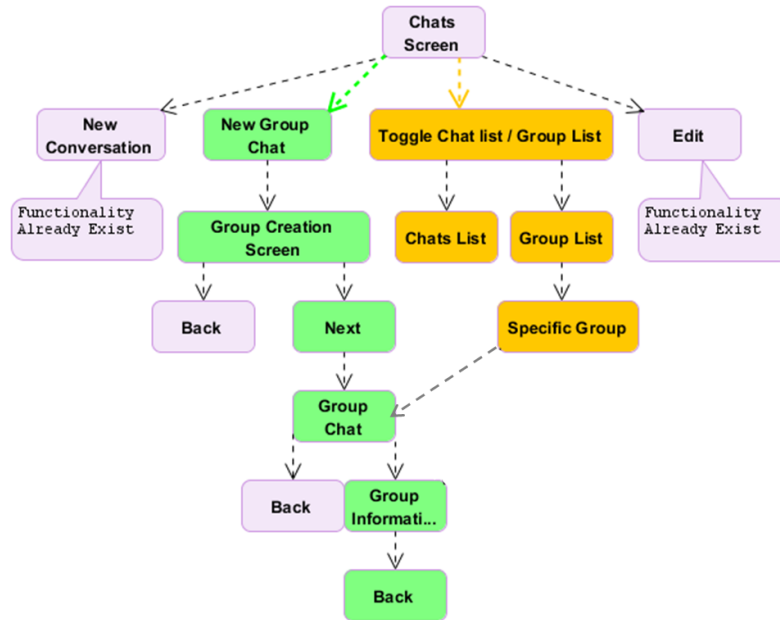 Chats
Screen
New
Conversation
New Group
Chat
Toggle Chat list / Group List
Edit
Functionality
Already Exist
Functionality
Already Exist
Group Creation
Screen
Chats List
Group List
Back
Next
Specific Group
Group
Chat
Back
Group
Informati...
Back